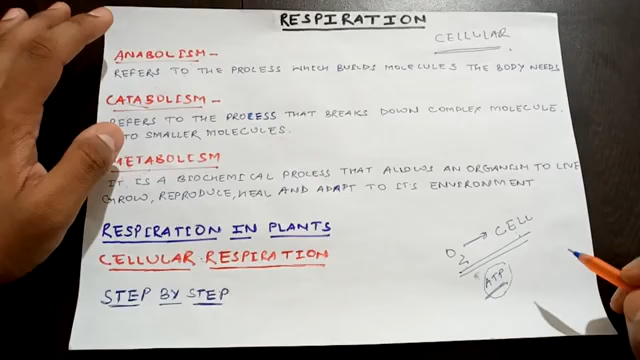 RESPIRATION
CELLULAR
ANABOLISM-
REFERS TO THE PROCESS WHICH BUILDS MOLECULES THE BODY NEEDS
CATABOLISM-
REFERS TO THE PROCESS THAT BREAKS DOWN COMPLEX MOLECULE.
TO SMALLER MOLECULES.
METABOLISM
IT IS A BIOCHEMICAL PROCESS THAT ALLOWS AN ORGANISM TO LIVE
GROW, REPRODUCE, HEAL AND ADAPT TO ITS ENVIRONMENT
RESPIRATION IN PLANTS
O2 → CELL
CELLULAR RESPIRATION
ATP
STEP BY STEP